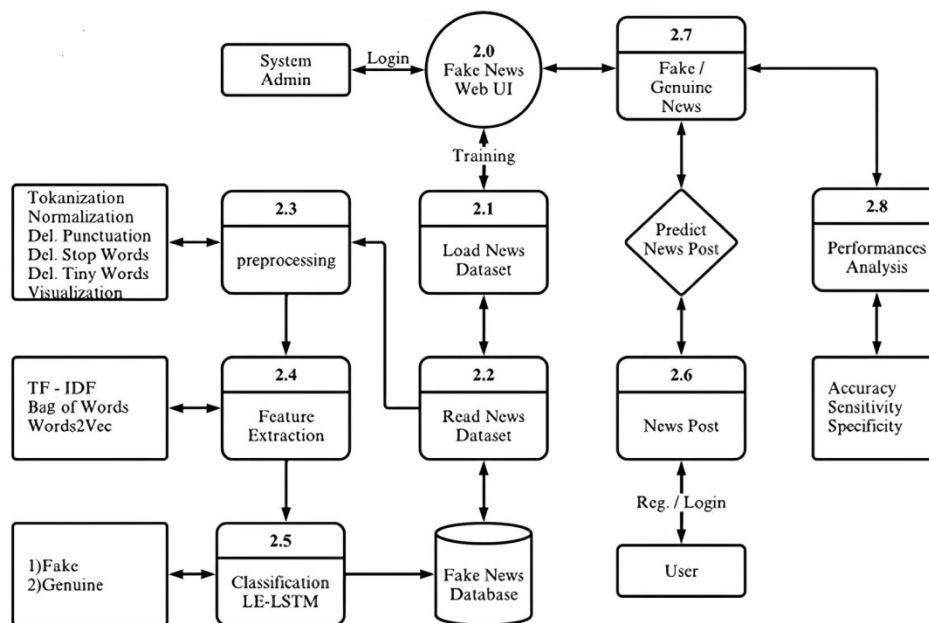 System
Admin
Login
2.0
Fake News
Web UI
2.7
Fake /
Genuine
News
Training
Tokanization
Normalization
Del. Punctuation
Del. Stop Words
Del. Tiny Words
Visualization
2.3
preprocessing
2.1
Load News
Dataset
Predict
News Post
2.8
Performances
Analysis
TF - IDF
Bag of Words
Words2Vec
2.4
Feature
Extraction
2.2
Read News
Dataset
2.6
News Post
Accuracy
Sensitivity
Specificity
Reg. / Login
1)Fake
2)Genuine
2.5
Classification
LE-LSTM
Fake News
Database
User